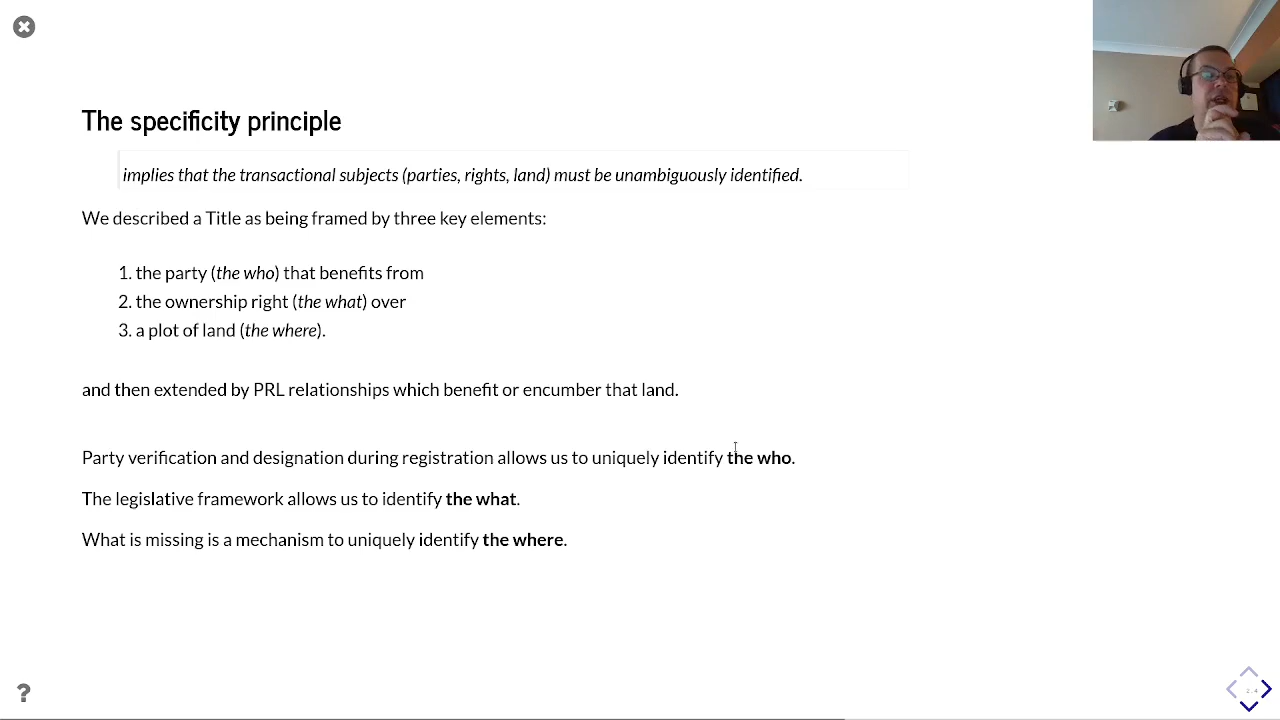 The specificity principle
implies that the transactional subjects (parties, rights, land) must be unambiguously identified.
We described a Title as being framed by three key elements:
1. the party (the who) that benefits from
2. the ownership right (the what) over
3. a plot of land (the where).
and then extended by PRL relationships which benefit or encumber that land.
Party verification and designation during registration allows us to uniquely identify the who.
The legislative framework allows us to identify the what.
What is missing is a mechanism to uniquely identify the where.
?
2.4